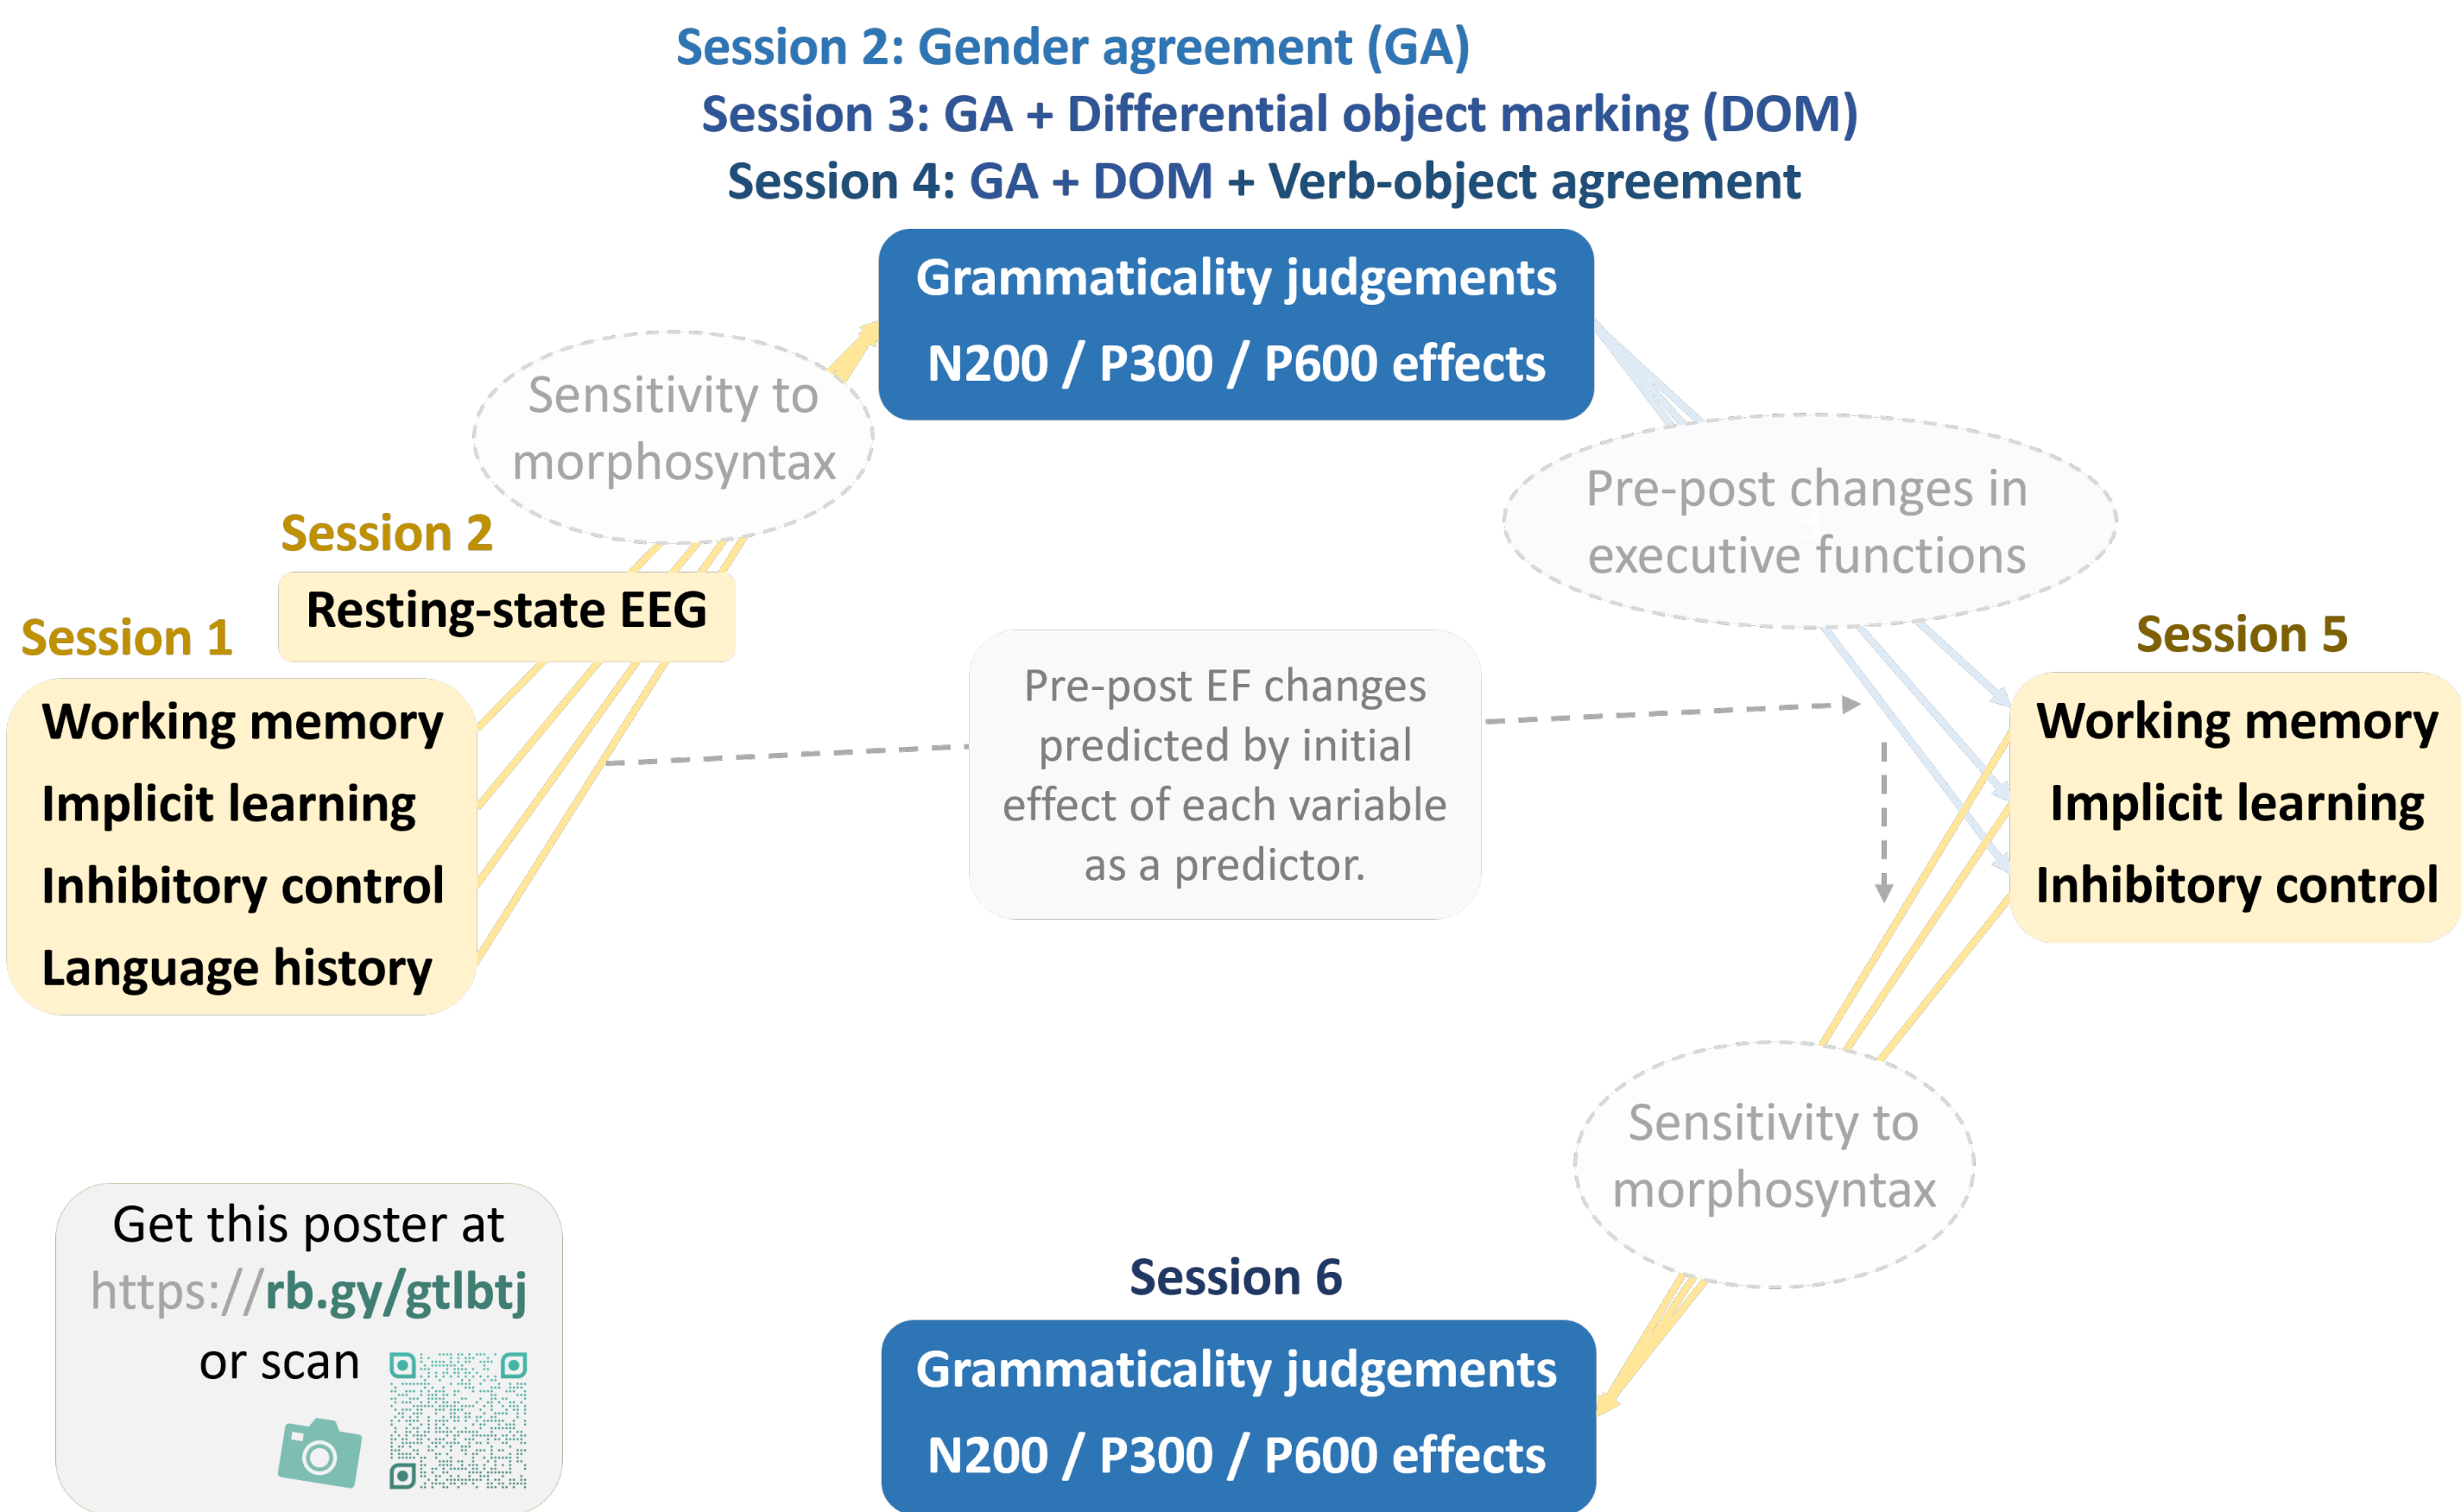 Session 2: Gender agreement (GA)
Session 3: GA + Differential object marking (DOM)
Session 4: GA + DOM + Verb-object agreement
Grammaticality judgements
N200 / P300 / P600 effects
Sensitivity to
morphosyntax
Pre-post changes in
executive functions
3
Session 2
Resting-state EEG
Session 1
Working memory
Implicit learning
Inhibitory control
Language history
Pre-post EF changes
predicted by initial
effect of each variable
as a predictor.
Session 5
Working memory
Implicit learning
Inhibitory control
Sensitivity to
morphosyntax
Session 6
Grammaticality judgements
N200 / P300 / P600 effects
Get this poster at
https://rb.gy/gtlbtj
or scan